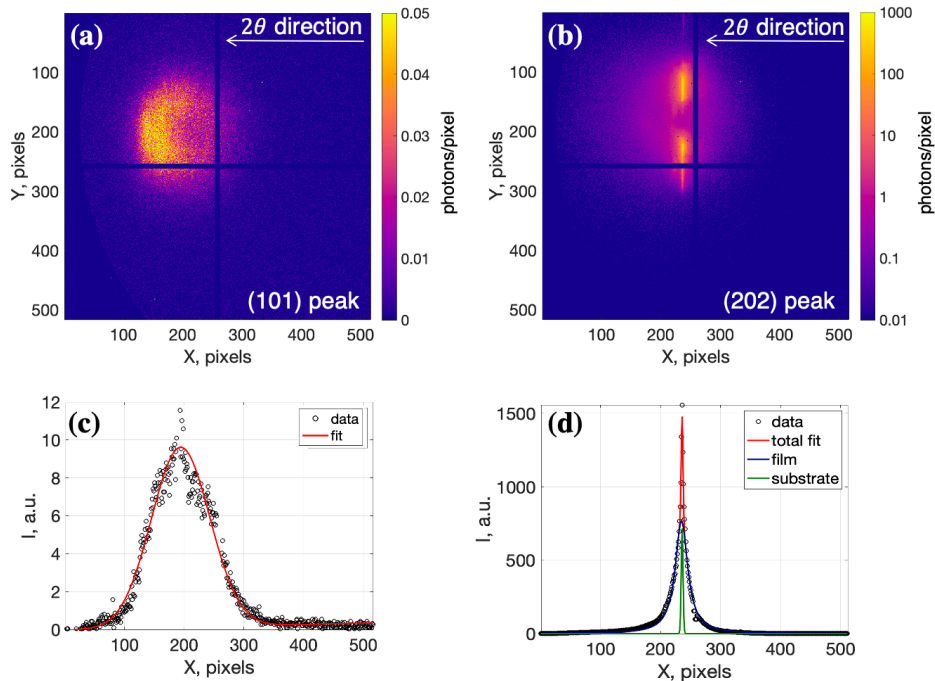 (a)
2θ direction
(101) peak
100
200
300
400
500
Y, pixels
100 200 300 400 500
X, pixels
0.05
0.04
0.03
0.02
0.01
0
photons/pixel
(b)
2θ direction
(202) peak
100
200
300
400
500
Y, pixels
100 200 300 400 500
X, pixels
1000
100
10
1
0.1
0.01
photons/pixel
(c)
data
fit
12
10
8
6
4
2
0
I, a.u.
100 200 300 400 500
X, pixels
(d)
data
total fit
film
substrate
1500
1000
500
0
I, a.u.
100 200 300 400 500
X, pixels